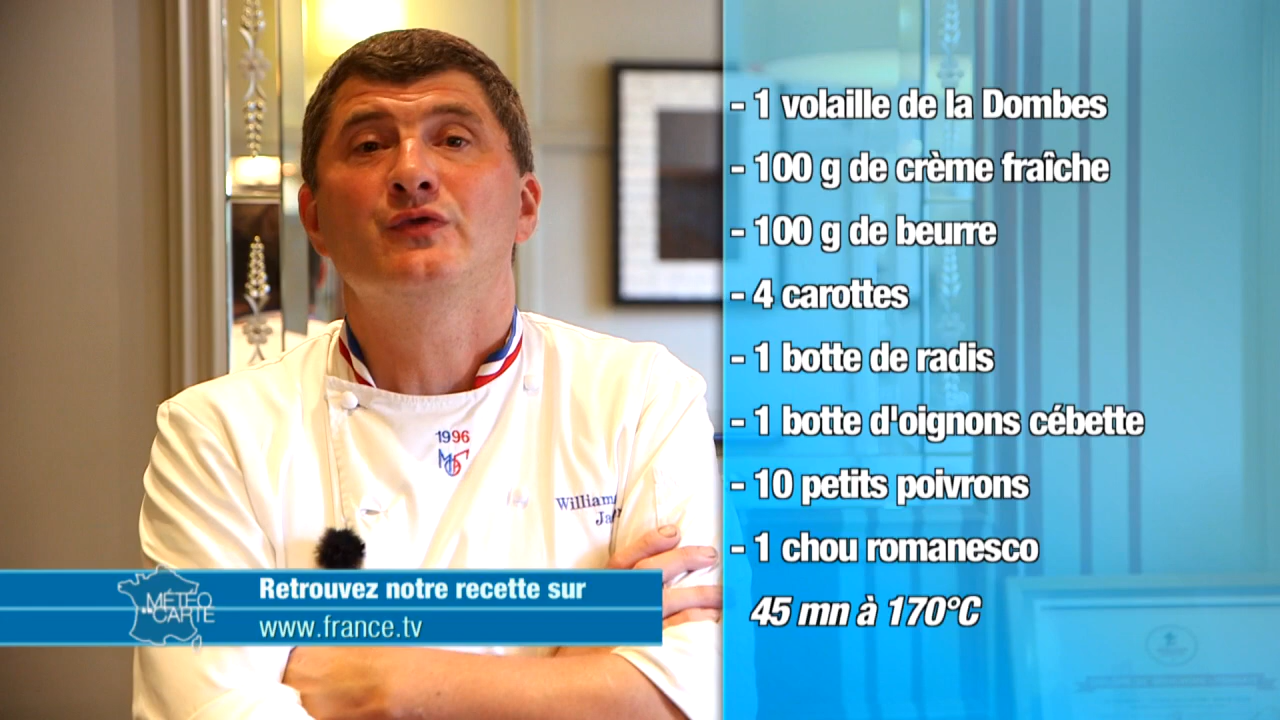 - 1 volaille de la Dombes
- 100 g de crème fraîche
- 100 g de beurre
- 4 carottes
- 1 botte de radis
- 1 botte d'oignons cébette
- 10 petits poivrons
- 1 chou romanesco
45 mn à 170°C
1996
MOF
William
Retrouvez notre recette sur
www.france.tv
MÉTÉO
CARTE